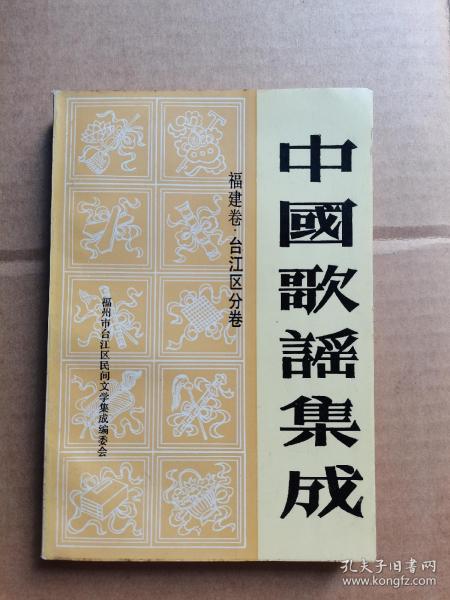 中國歌謡集成
福建卷·台江区分卷
福州市台江区民间文学集成编委会
孔夫子旧书网
www.kongfz.com